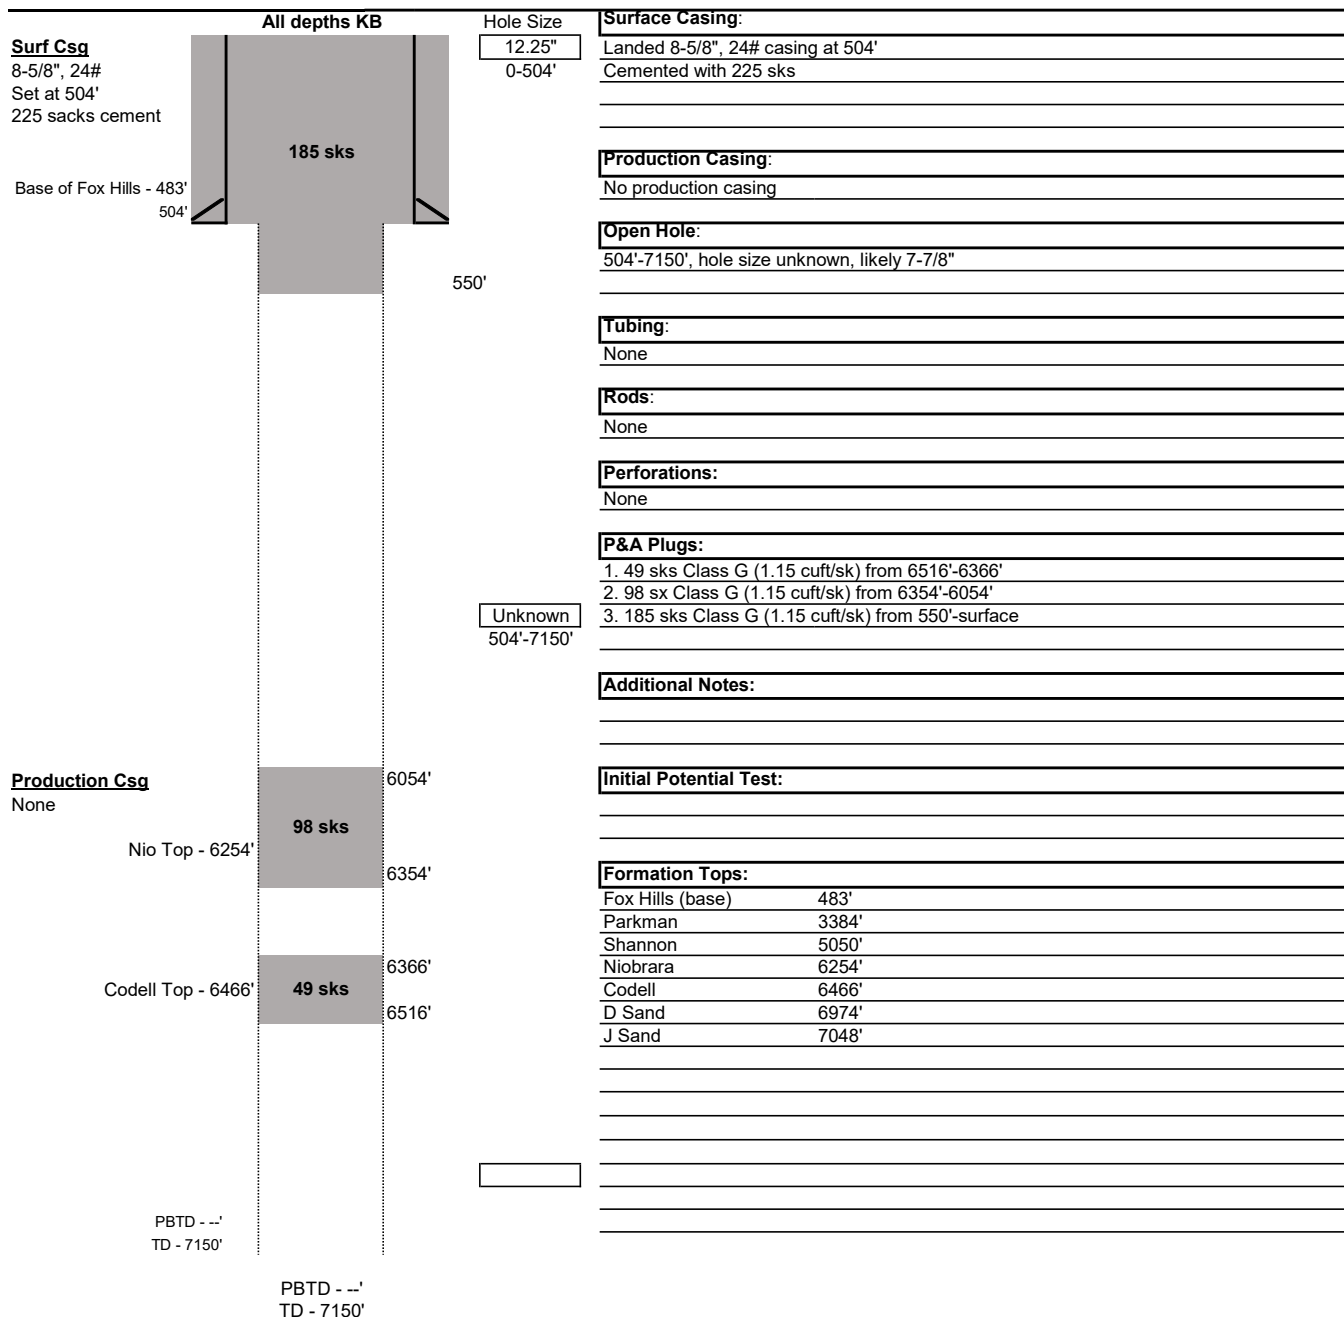 All depths KB
Surf Csg
8-5/8", 24#
Set at 504'
225 sacks cement
185 sks
Base of Fox Hills - 483'
504'
550'
Hole Size
12.25"
0-504'
Unknown
504'-7150'
Production Csg
None
6054'
98 sks
Nio Top - 6254'
6354'
6366'
Codell Top - 6466'
49 sks
6516'
PBTD - --'
TD - 7150'
PBTD - --'
TD - 7150'
Surface Casing:
Landed 8-5/8", 24# casing at 504'
Cemented with 225 sks
Production Casing:
No production casing
Open Hole:
504'-7150', hole size unknown, likely 7-7/8"
Tubing:
None
Rods:
None
Perforations:
None
P&A Plugs:
1. 49 sks Class G (1.15 cuft/sk) from 6516'-6366'
2. 98 sx Class G (1.15 cuft/sk) from 6354'-6054'
3. 185 sks Class G (1.15 cuft/sk) from 550'-surface
Additional Notes:
Initial Potential Test:
Formation Tops:
Fox Hills (base) 483'
Parkman 3384'
Shannon 5050'
Niobrara 6254'
Codell 6466'
D Sand 6974'
J Sand 7048'